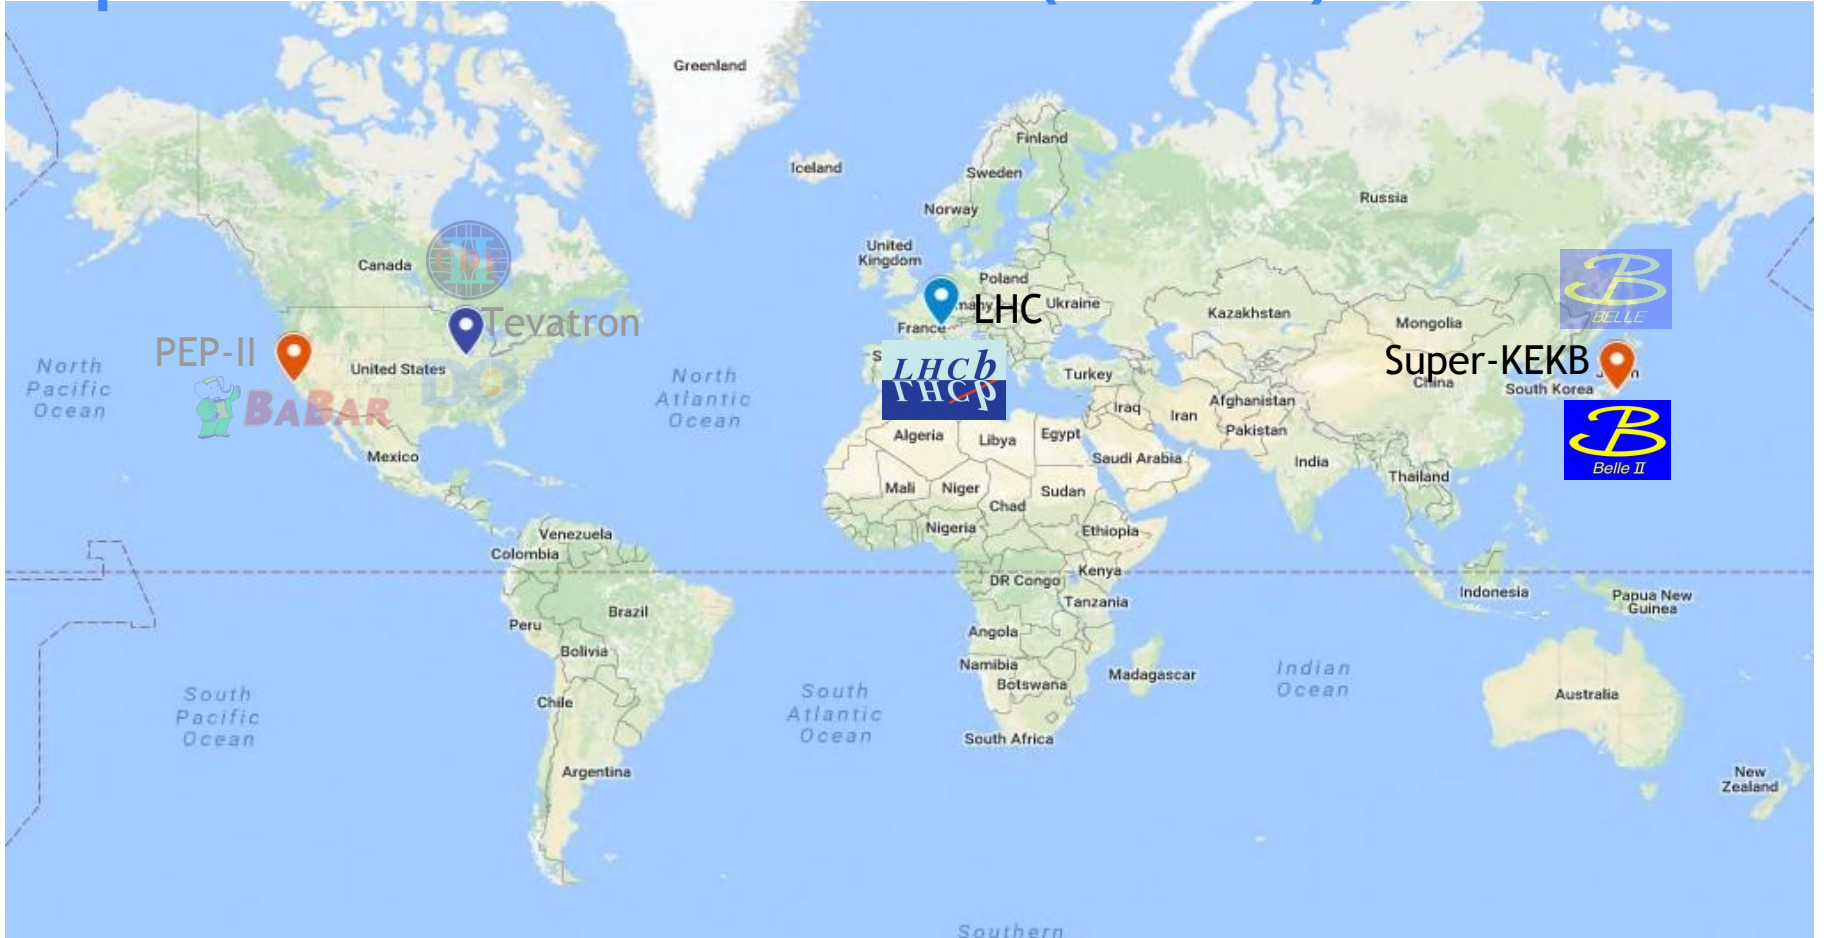 Greenland
Finland
Iceland
Sweden
Russia
Norway
United
Kingdom
Canada
Poland
BELLE
Tevatron
LHC
Ukraine
Kazakhstan
Mongolia
France
PEP-II
United States
Super-KEKB
North
Pacific
Ocean
North
Atlantic
Ocean
LHCb
LHCb
Turkey
China
South Korea
BABAR
Iraq
Iran
Afghanistan
Pakistan
Algeria
Libya
Egypt
Mexico
Saudi Arabia
India
Thailand
Belle II
Mali
Niger
Sudan
Chad
Nigeria
Ethiopia
Venezuela
Colombia
DR Congo
Kenya
Tanzania
Indonesia
Papua New
Guinea
Brazil
Peru
Angola
Bolivia
Namibia
Botswana
Madagascar
Indian
Ocean
South
Pacific
Ocean
Chile
South
Atlantic
Ocean
Australia
South Africa
Argentina
New
Zealand
Southern